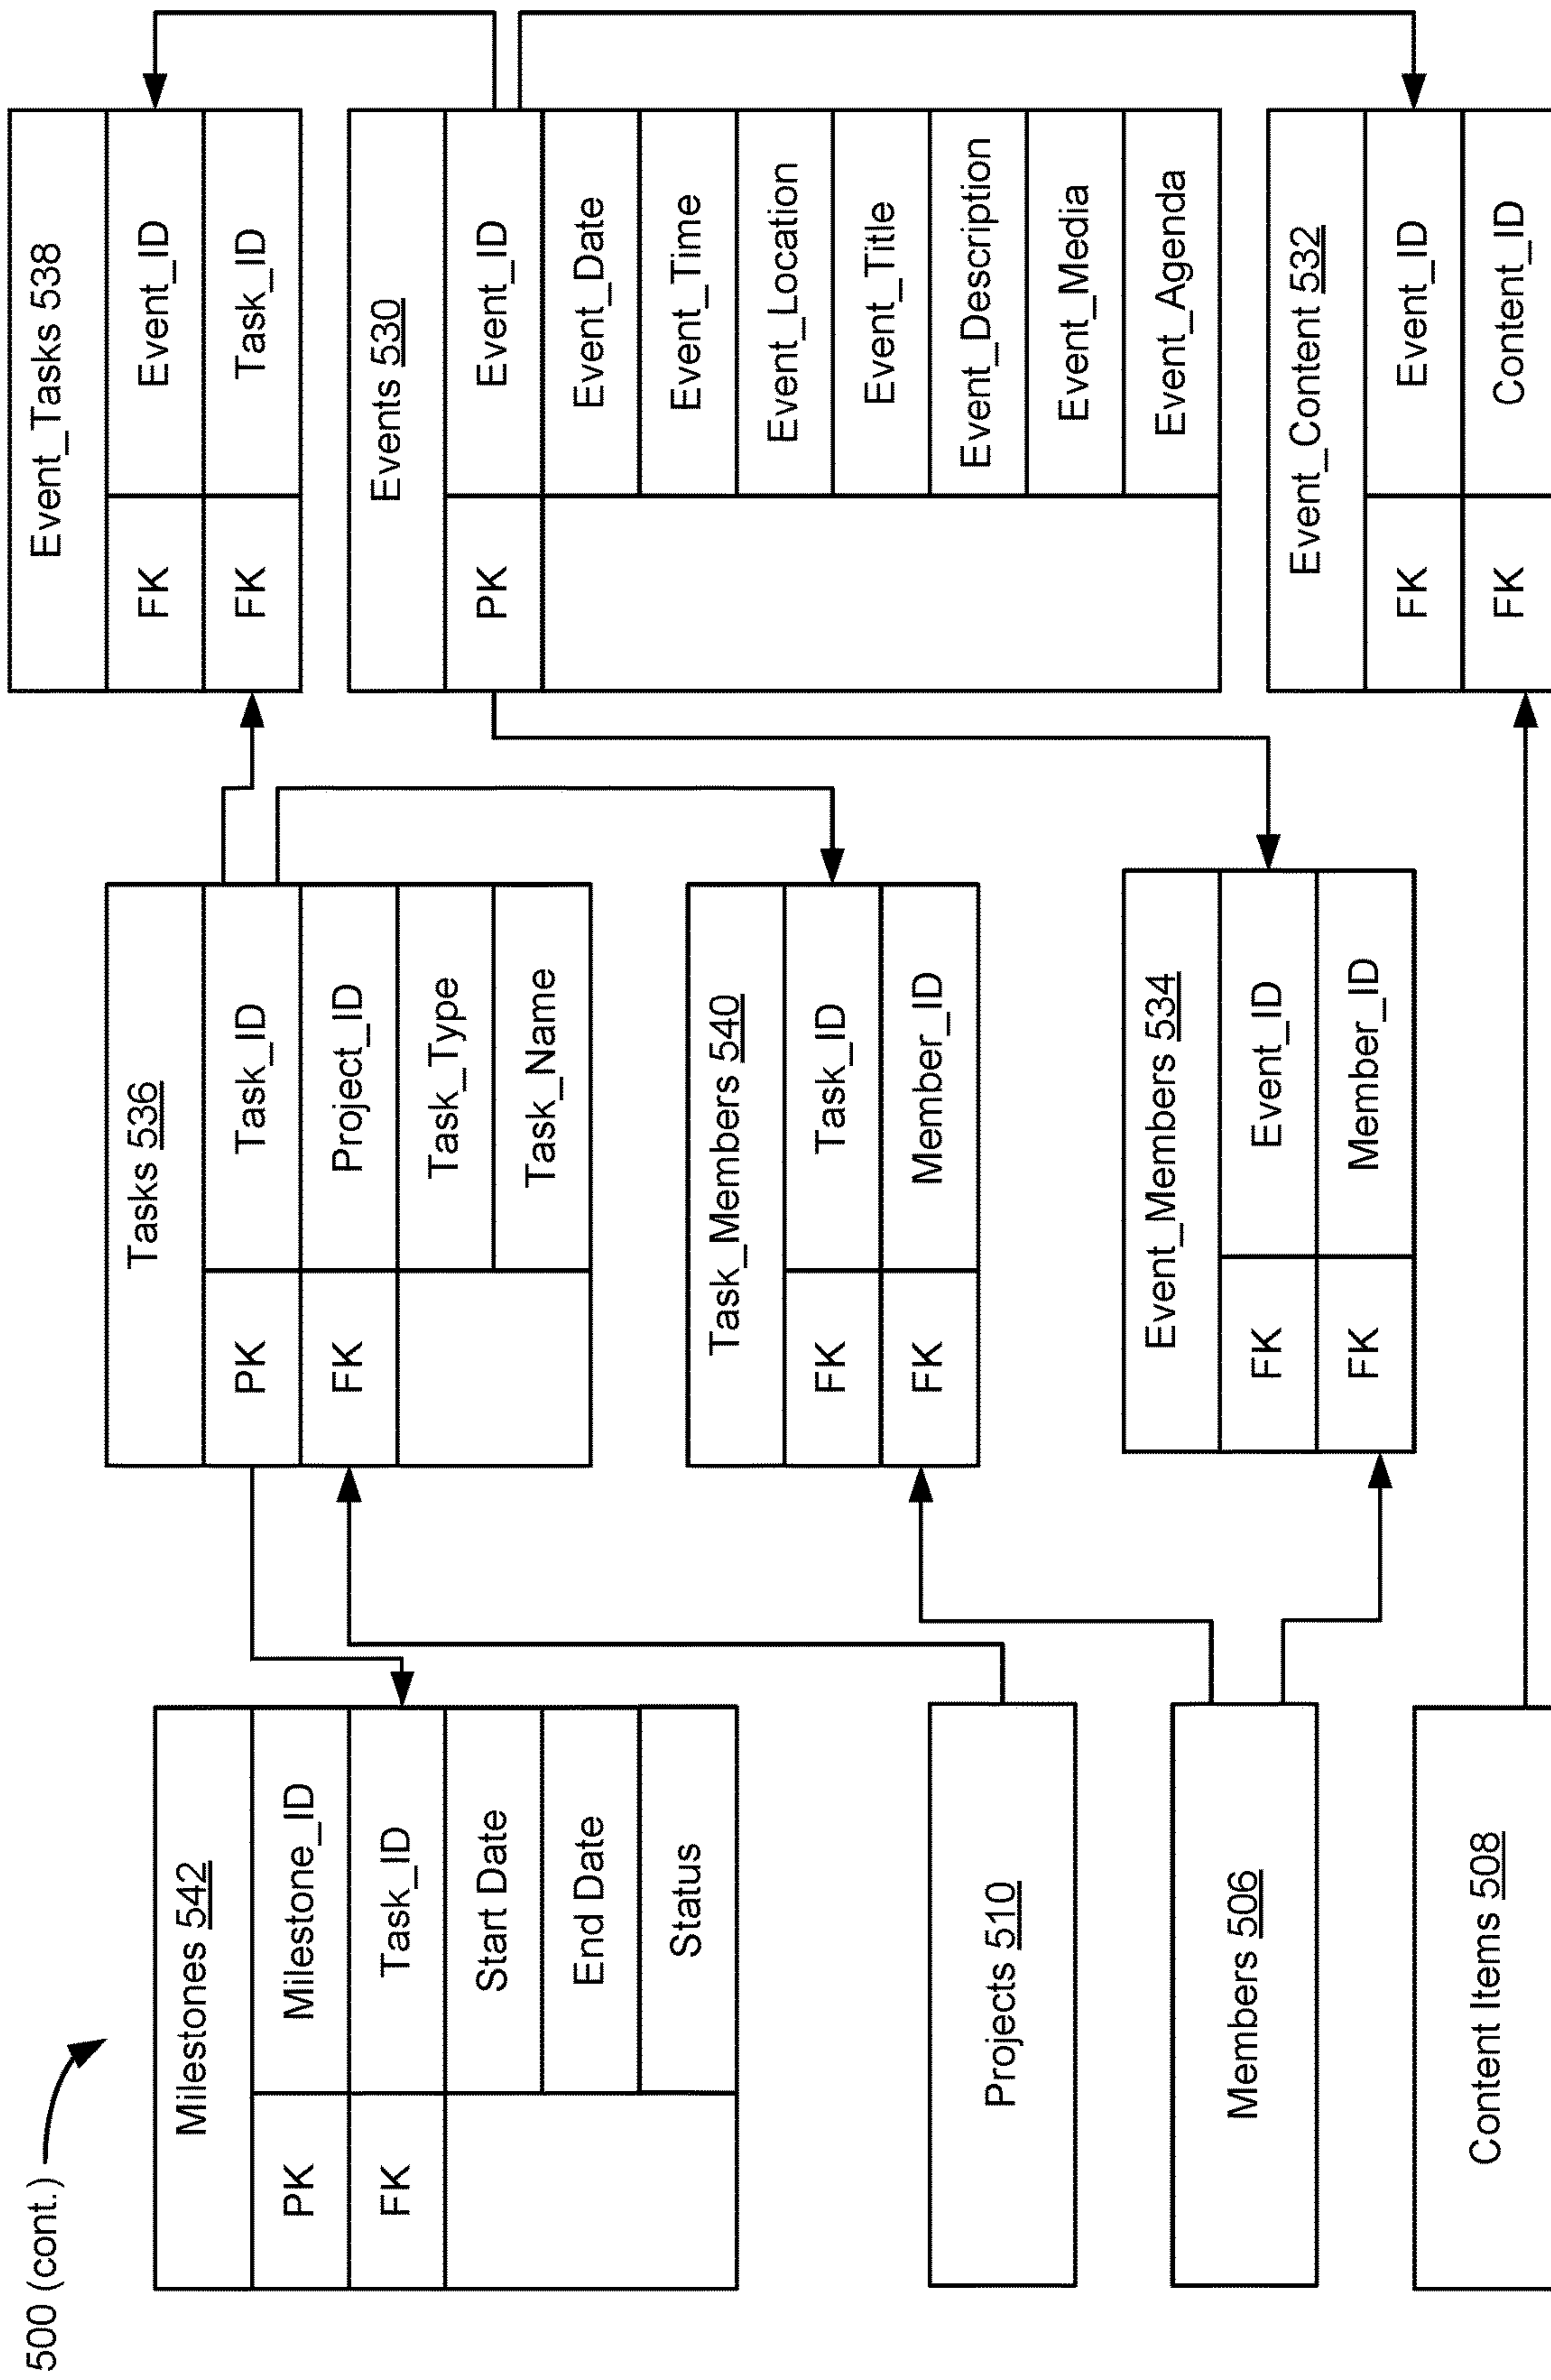 500 (cont.)
Milestones 542
PK Milestone_ID
FK Task_ID
Start Date
End Date
Status
Projects 510
Members 506
Content Items 508
Tasks 536
PK Task_ID
FK Project_ID
Task_Type
Task_Name
Task_Members 540
FK Task_ID
FK Member_ID
Event_Members 534
FK Event_ID
FK Member_ID
Event_Tasks 538
FK Event_ID
FK Task_ID
Events 530
PK Event_ID
Event_Date
Event_Time
Event_Location
Event_Title
Event_Description
Event_Media
Event_Agenda
Event_Content 532
FK Event_ID
FK Content_ID